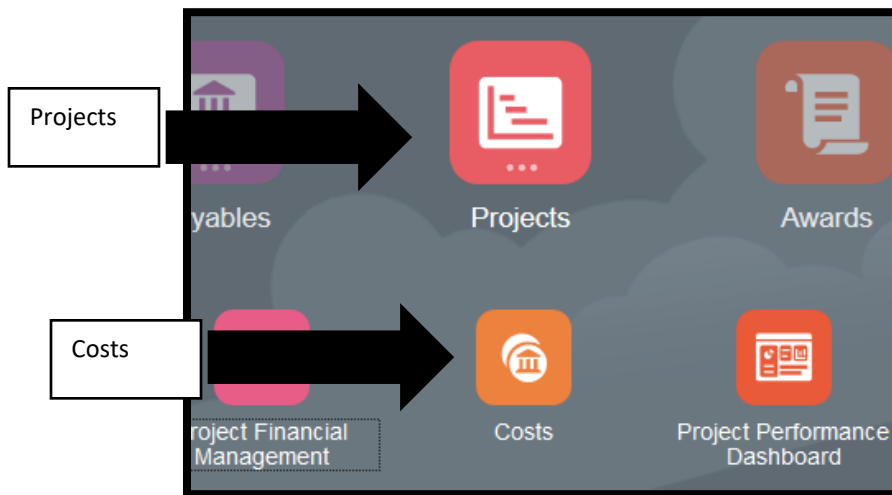 Projects
yables
Projects
Awards
Costs
roject Financial
Management
Costs
Project Performance
Dashboard